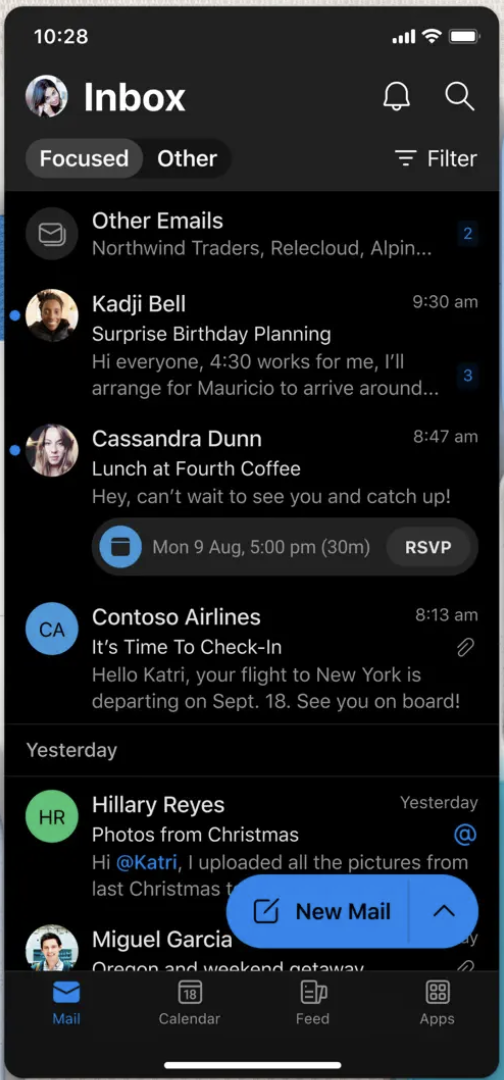 10:28
Inbox
Focused Other Filter
Other Emails
Northwind Traders, Relecloud, Alpin...
2
Kadji Bell 9:30 am
Surprise Birthday Planning
Hi everyone, 4:30 works for me, I’ll
arrange for Mauricio to arrive around...
3
Cassandra Dunn 8:47 am
Lunch at Fourth Coffee
Hey, can’t wait to see you and catch up!
Mon 9 Aug, 5:00 pm (30m) RSVP
CA
Contoso Airlines 8:13 am
It’s Time To Check-In
Hello Katri, your flight to New York is
departing on Sept. 18. See you on board!
Yesterday
HR
Hillary Reyes Yesterday
Photos from Christmas @
Hi @Katri, I uploaded all the pictures from
last Christmas
New Mail
Miguel Garcia
Oregon and weekend getaway
18
Mail Calendar Feed Apps